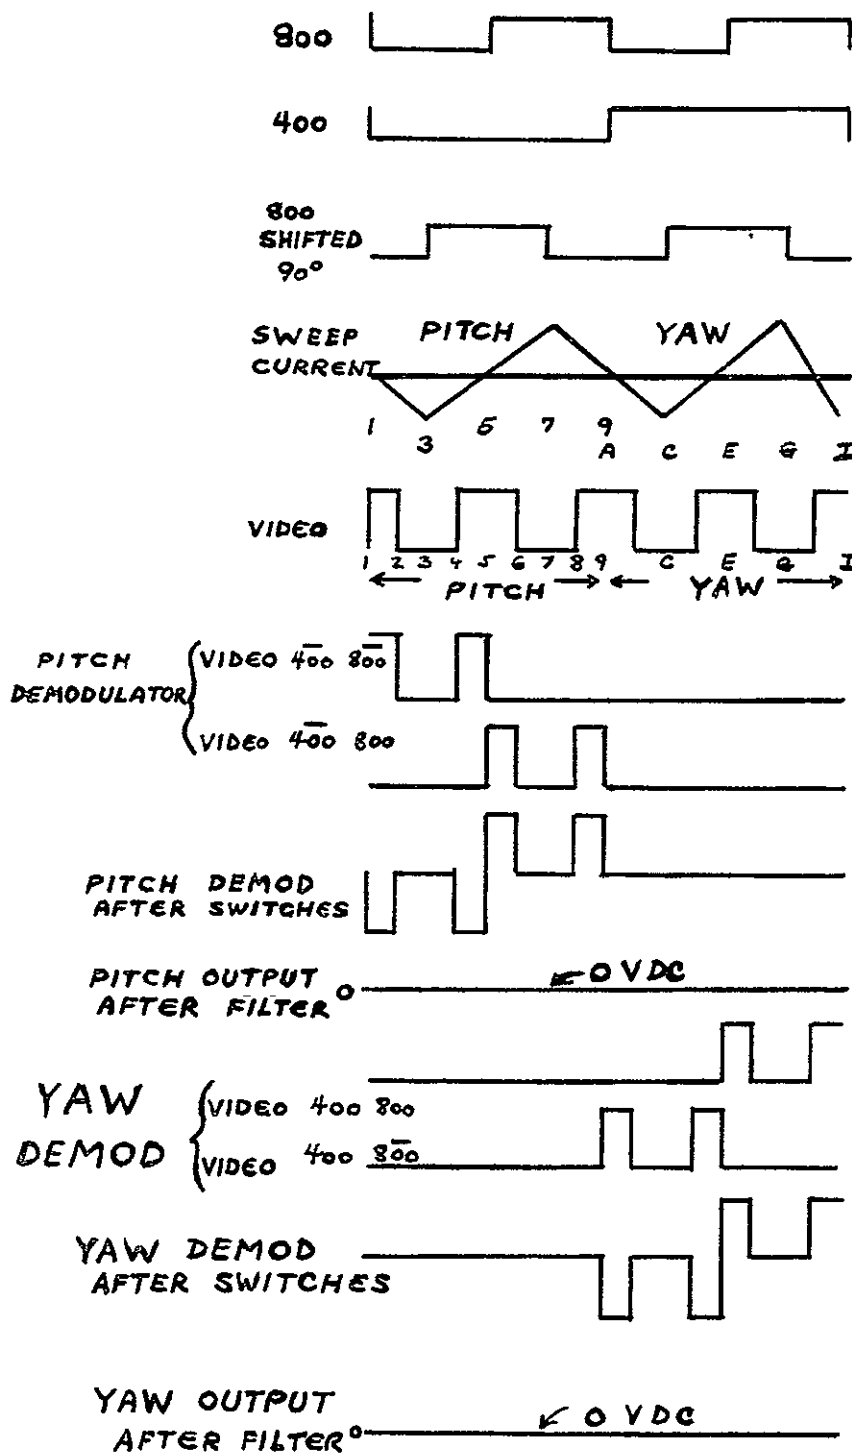 800
400
800
SHIFTED
90°
SWEEP
CURRENT
PITCH YAW
1 3 5 7 9
A C E G I
VIDEO
1 2 3 4 5 6 7 8 9 C E G I
PITCH YAW
PITCH
DEMODULATOR
VIDEO 4̅0̅0̅ 8̅0̅0̅
VIDEO 4̅0̅0̅ 800
PITCH DEMOD
AFTER SWITCHES
PITCH OUTPUT
AFTER FILTER 0
0 VDC
YAW
DEMOD
VIDEO 400 800
VIDEO 400 8̅0̅0̅
YAW DEMOD
AFTER SWITCHES
YAW OUTPUT
AFTER FILTER 0
0 VDC